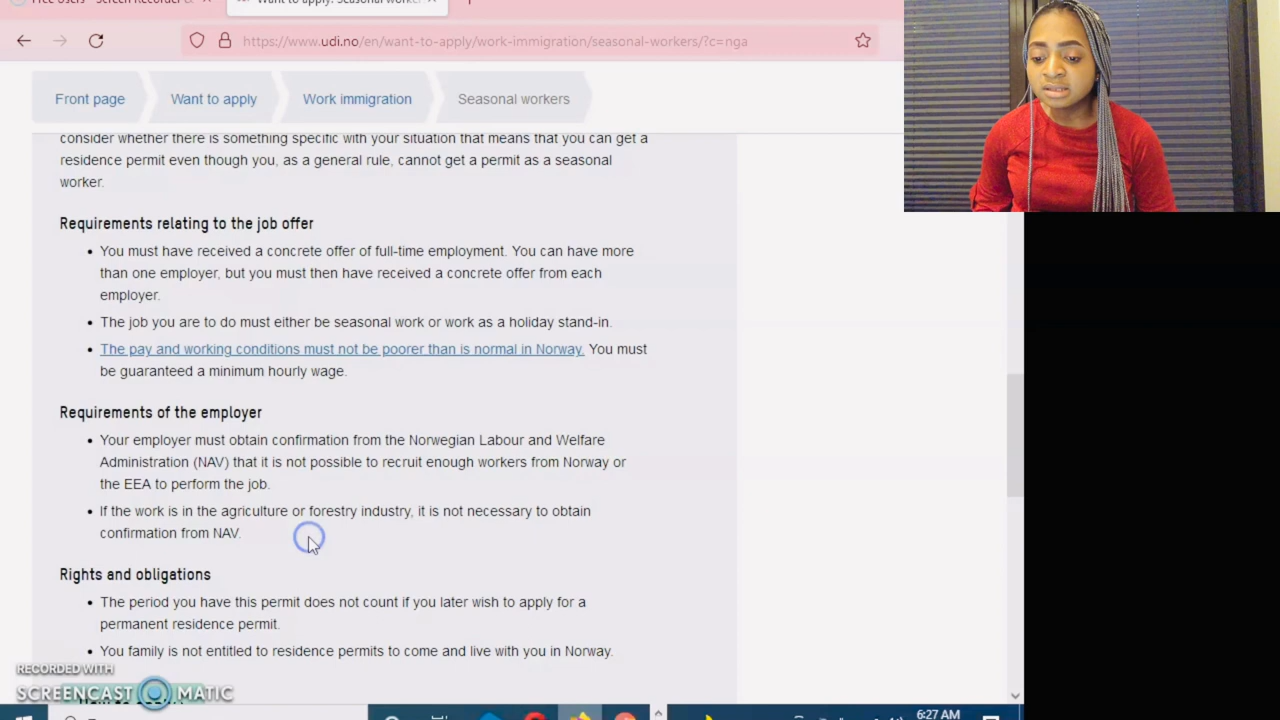 Want to apply: Seasonal worke
https://www.udi.no/en/want-to-apply/work-immigration/seasonal-workers/?c=nga
Front page
Want to apply
Work immigration
Seasonal workers
consider whether there is something specific with your situation that means that you can get a
residence permit even though you, as a general rule, cannot get a permit as a seasonal
worker.
Requirements relating to the job offer
• You must have received a concrete offer of full-time employment. You can have more
than one employer, but you must then have received a concrete offer from each
employer.
• The job you are to do must either be seasonal work or work as a holiday stand-in.
• The pay and working conditions must not be poorer than is normal in Norway. You must
be guaranteed a minimum hourly wage.
Requirements of the employer
• Your employer must obtain confirmation from the Norwegian Labour and Welfare
Administration (NAV) that it is not possible to recruit enough workers from Norway or
the EEA to perform the job.
• If the work is in the agriculture or forestry industry, it is not necessary to obtain
confirmation from NAV.
Rights and obligations
• The period you have this permit does not count if you later wish to apply for a
permanent residence permit.
• You family is not entitled to residence permits to come and live with you in Norway.
RECORDED WITH
SCREENCAST MATIC
6:27 AM